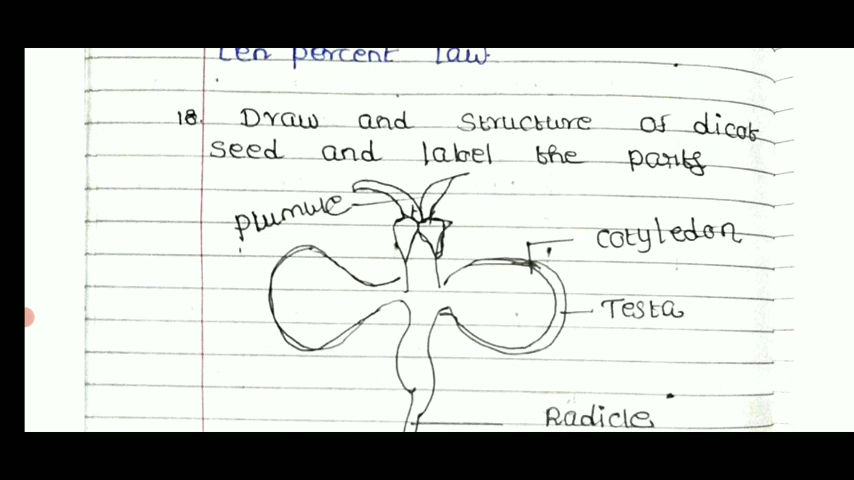 ten percent law
18. Draw and structure of dicot
seed and label the parts
plumule
cotyledon
Testa
Radicle